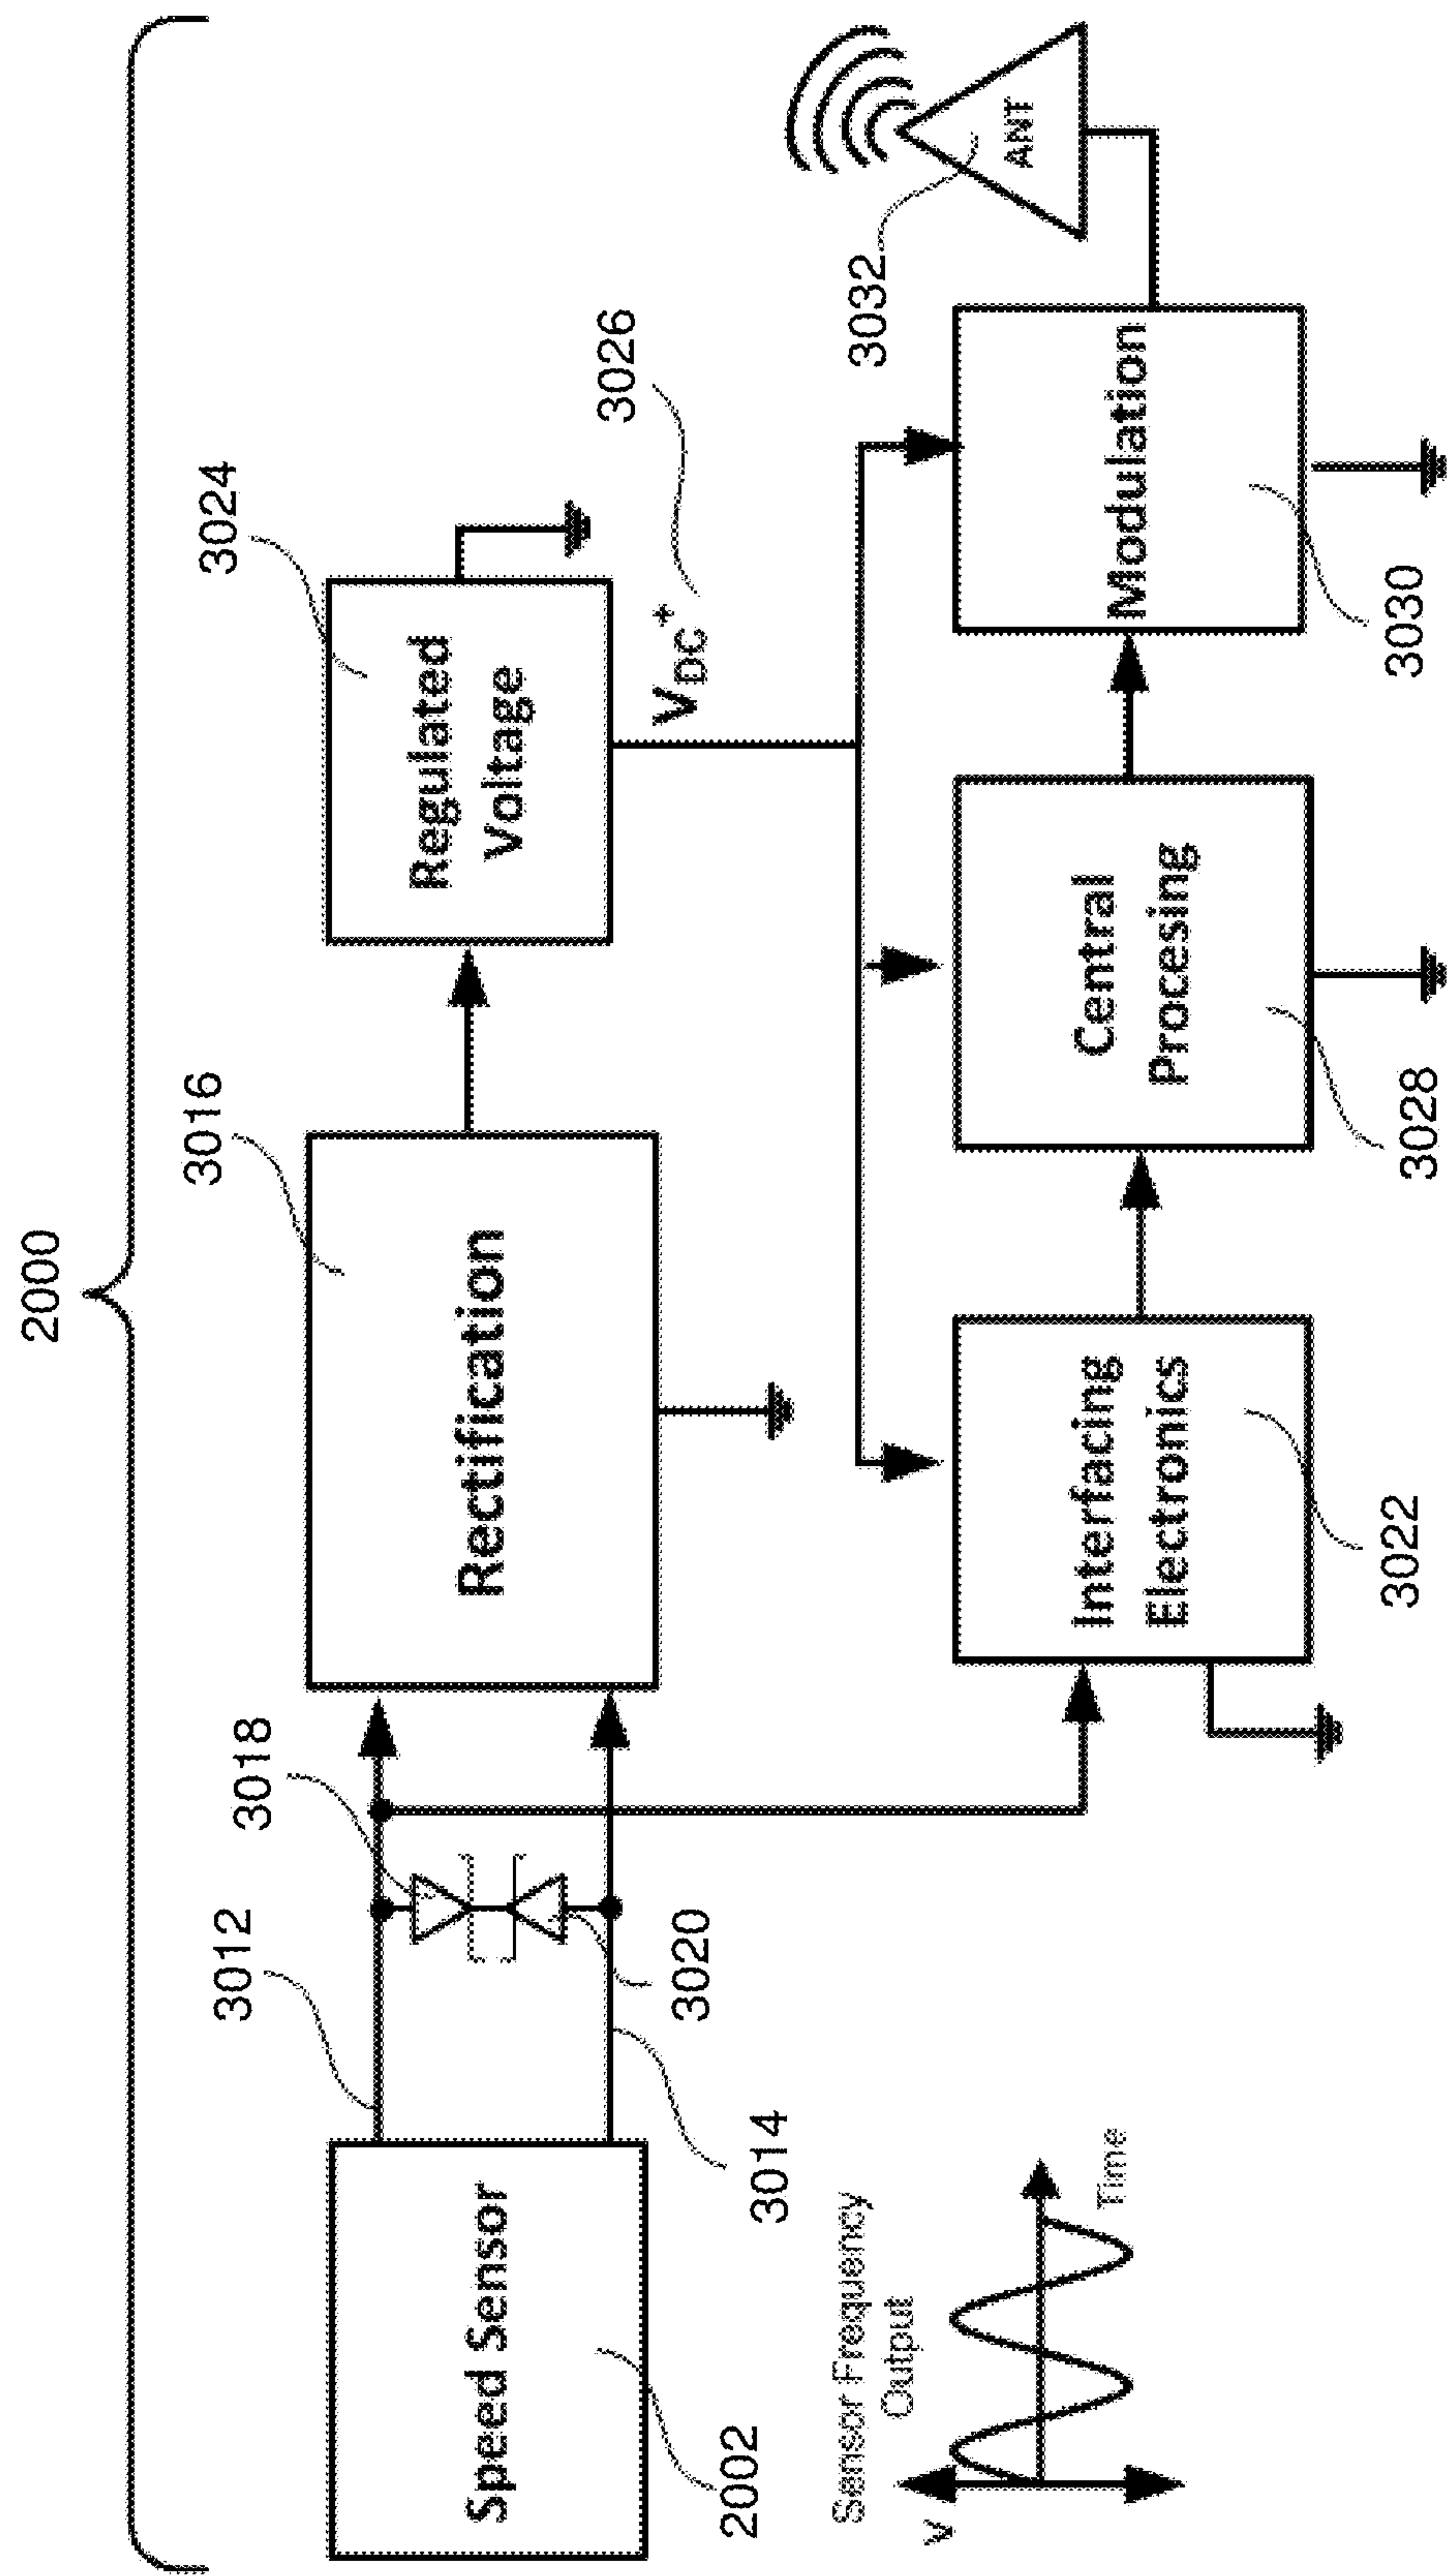 2000
3012
3018
3016
3024
Speed Sensor
Rectification
Regulated
Voltage
2002
3014
3020
V_DC^+
3026
Sensor Frequency
Output
V
Time
Interfacing
Electronics
Central
Procesing
Modulation
ANT
3032
3022
3028
3030